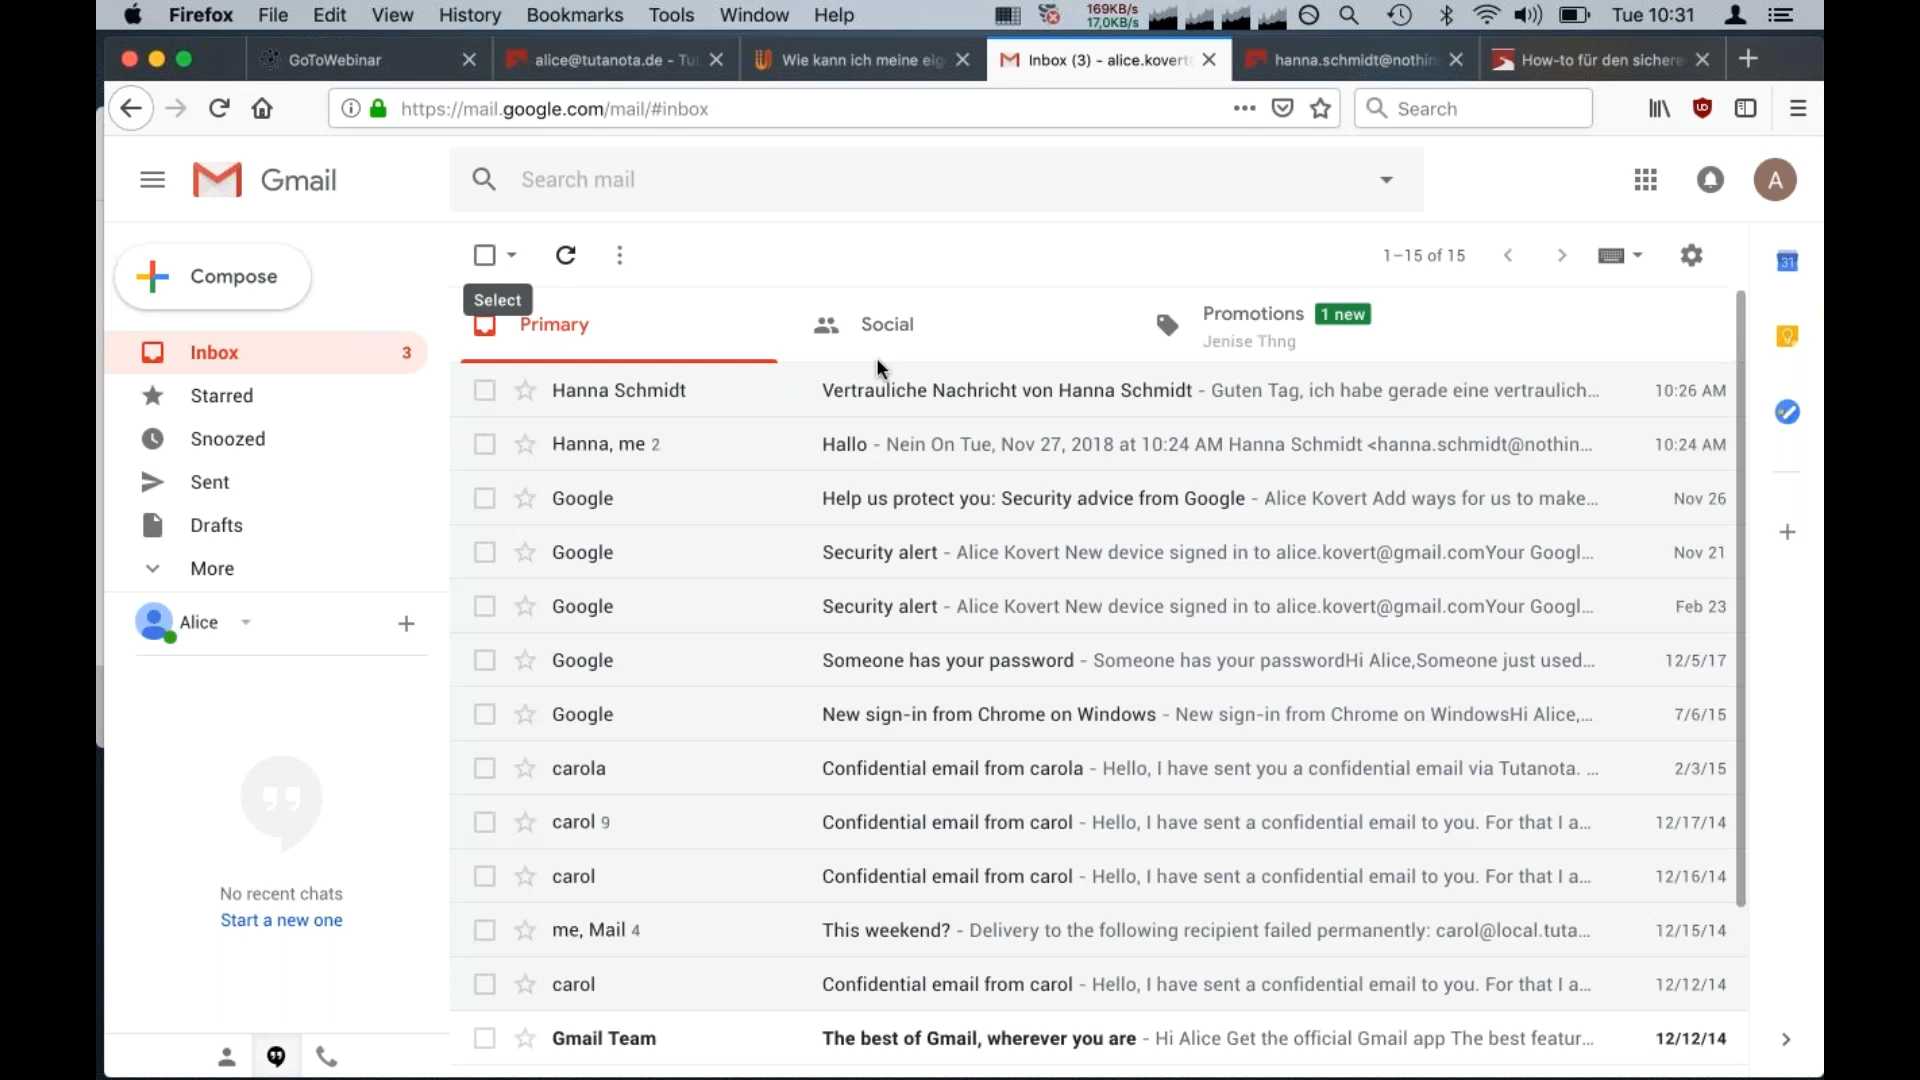 Firefox File Edit View History Bookmarks Tools Window Help 169KB/s 17,0KB/s Tue 10:31
GoToWebinar alice@tutanota.de - Tu Wie kann ich meine eig Inbox (3) - alice.kovert hanna.schmidt@nothin How-to für den sichere
https://mail.google.com/mail/#inbox Search
Gmail Search mail A
Compose 1–15 of 15 31
Select
Primary Social Promotions 1 new
Jenise Thng
Inbox 3
Starred
Snoozed
Sent
Drafts
More
Alice
No recent chats
Start a new one
Hanna Schmidt Vertrauliche Nachricht von Hanna Schmidt - Guten Tag, ich habe gerade eine vertraulich... 10:26 AM
Hanna, me 2 Hallo - Nein On Tue, Nov 27, 2018 at 10:24 AM Hanna Schmidt <hanna.schmidt@nothin... 10:24 AM
Google Help us protect you: Security advice from Google - Alice Kovert Add ways for us to make... Nov 26
Google Security alert - Alice Kovert New device signed in to alice.kovert@gmail.comYour Googl... Nov 21
Google Security alert - Alice Kovert New device signed in to alice.kovert@gmail.comYour Googl... Feb 23
Google Someone has your password - Someone has your passwordHi Alice,Someone just used... 12/5/17
Google New sign-in from Chrome on Windows - New sign-in from Chrome on WindowsHi Alice,... 7/6/15
carola Confidential email from carola - Hello, I have sent you a confidential email via Tutanota. ... 2/3/15
carol 9 Confidential email from carol - Hello, I have sent a confidential email to you. For that I a... 12/17/14
carol Confidential email from carol - Hello, I have sent a confidential email to you. For that I a... 12/16/14
me, Mail 4 This weekend? - Delivery to the following recipient failed permanently: carol@local.tuta... 12/15/14
carol Confidential email from carol - Hello, I have sent a confidential email to you. For that I a... 12/12/14
Gmail Team The best of Gmail, wherever you are - Hi Alice Get the official Gmail app The best featur... 12/12/14